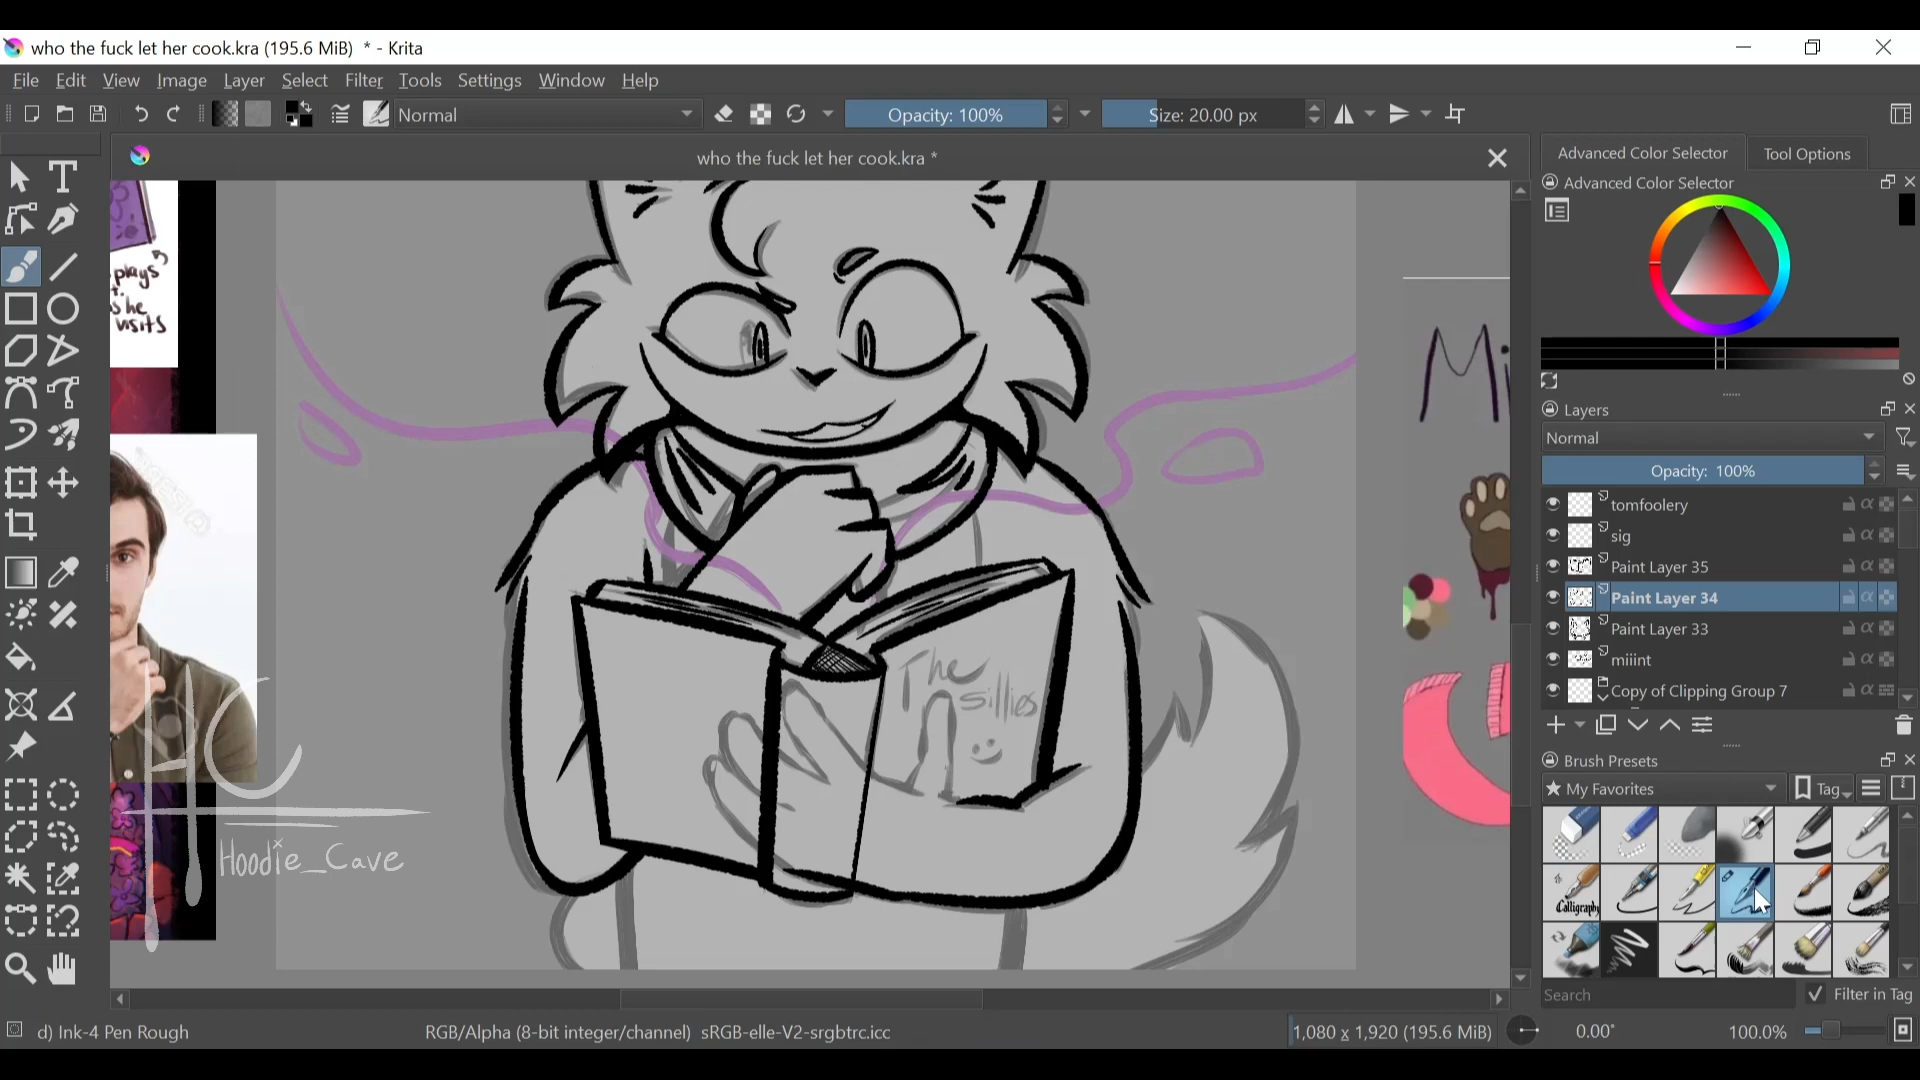 who the fuck let her cook.kra (195.6 MiB) * - Krita
File Edit View Image Layer Select Filter Tools Settings Window Help
Normal
Opacity: 100%
Size: 20.00 px
who the fuck let her cook.kra *
Advanced Color Selector
Tool Options
Advanced Color Selector
plays
t.
she
visits
The
sillies
Hoodie_Cave
HC
Layers
Normal
Opacity: 100%
tomfoolery
sig
Paint Layer 35
Paint Layer 34
Paint Layer 33
miiint
Copy of Clipping Group 7
Brush Presets
My Favorites
Tag
Calligraphy
Search
Filter in Tag
d) Ink-4 Pen Rough
RGB/Alpha (8-bit integer/channel) sRGB-elle-V2-srgbtrc.icc
1,080 x 1,920 (195.6 MiB)
0.00°
100.0%